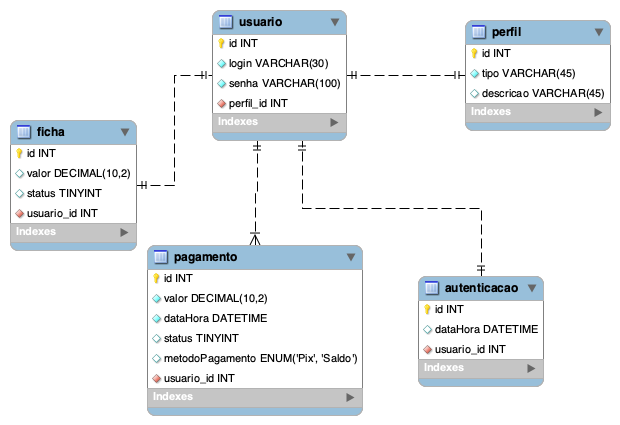 usuario
id INT
login VARCHAR(30)
senha VARCHAR(100)
perfil_id INT
Indexes
perfil
id INT
tipo VARCHAR(45)
descricao VARCHAR(45)
Indexes
ficha
id INT
valor DECIMAL(10,2)
status TINYINT
usuario_id INT
Indexes
pagamento
id INT
valor DECIMAL(10,2)
dataHora DATETIME
status TINYINT
metodoPagamento ENUM('Pix', 'Saldo')
usuario_id INT
Indexes
autenticacao
id INT
dataHora DATETIME
usuario_id INT
Indexes